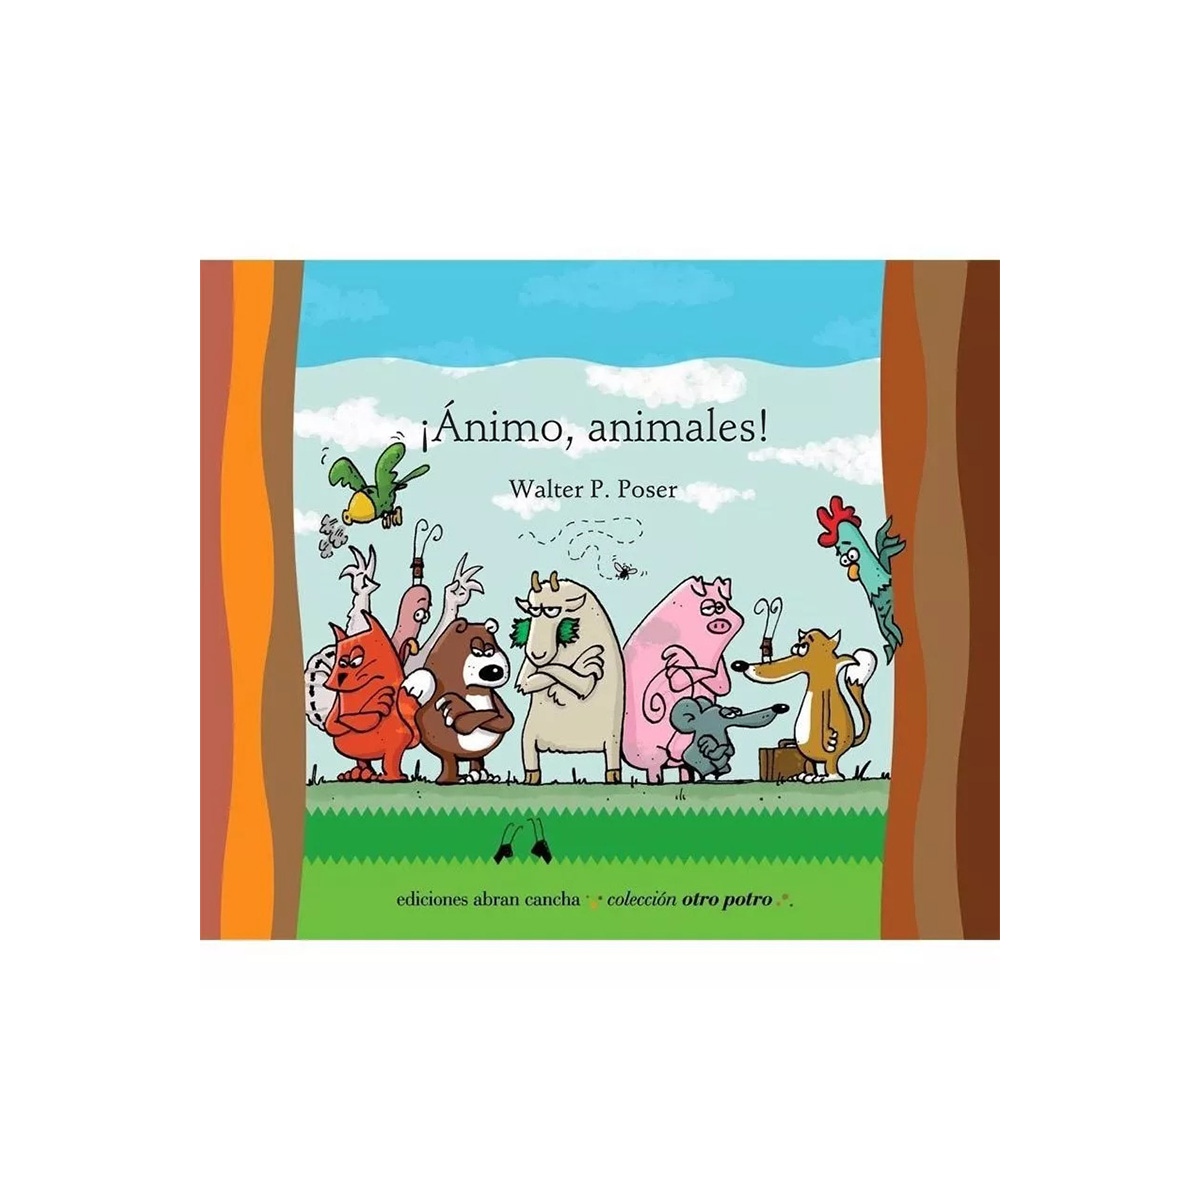 ¡Ánimo, animales!
Walter P. Poser
ediciones abran cancha colección otro potro